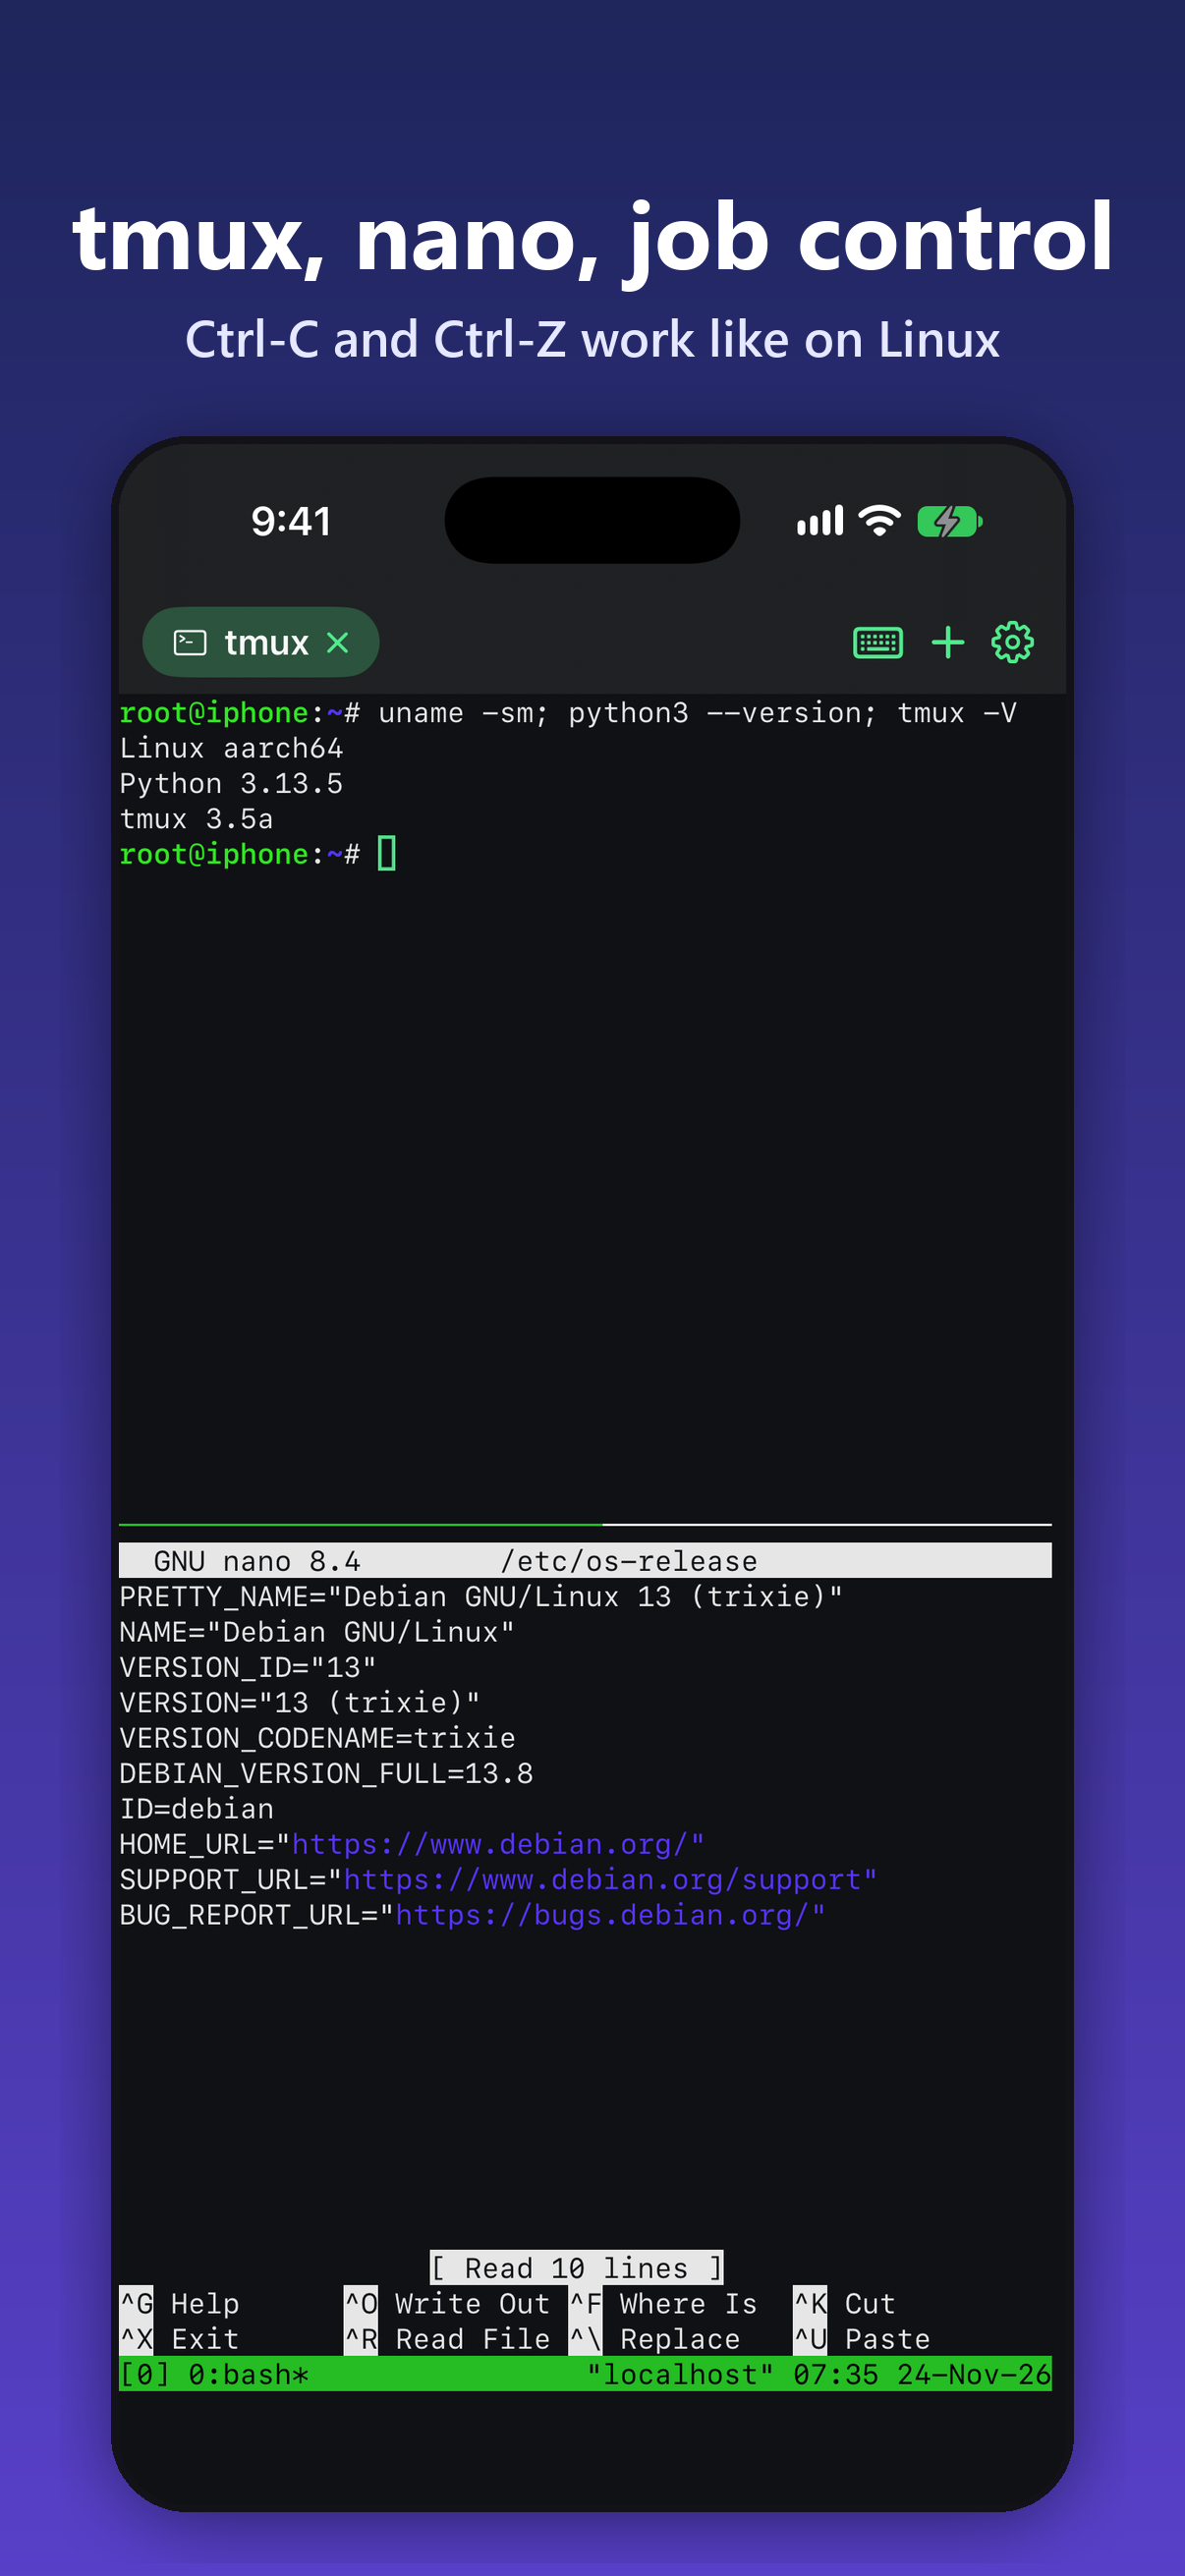 tmux, nano, job control
Ctrl-C and Ctrl-Z work like on Linux
9:41
tmux
root@iphone:~# uname -sm; python3 --version; tmux -V
Linux aarch64
Python 3.13.5
tmux 3.5a
root@iphone:~#
GNU nano 8.4 /etc/os-release
PRETTY_NAME="Debian GNU/Linux 13 (trixie)"
NAME="Debian GNU/Linux"
VERSION_ID="13"
VERSION="13 (trixie)"
VERSION_CODENAME=trixie
DEBIAN_VERSION_FULL=13.8
ID=debian
HOME_URL="https://www.debian.org/"
SUPPORT_URL="https://www.debian.org/support"
BUG_REPORT_URL="https://bugs.debian.org/"
[ Read 10 lines ]
^G Help ^O Write Out ^F Where Is ^K Cut
^X Exit ^R Read File ^\ Replace ^U Paste
[0] 0:bash* "localhost" 07:35 24-Nov-26